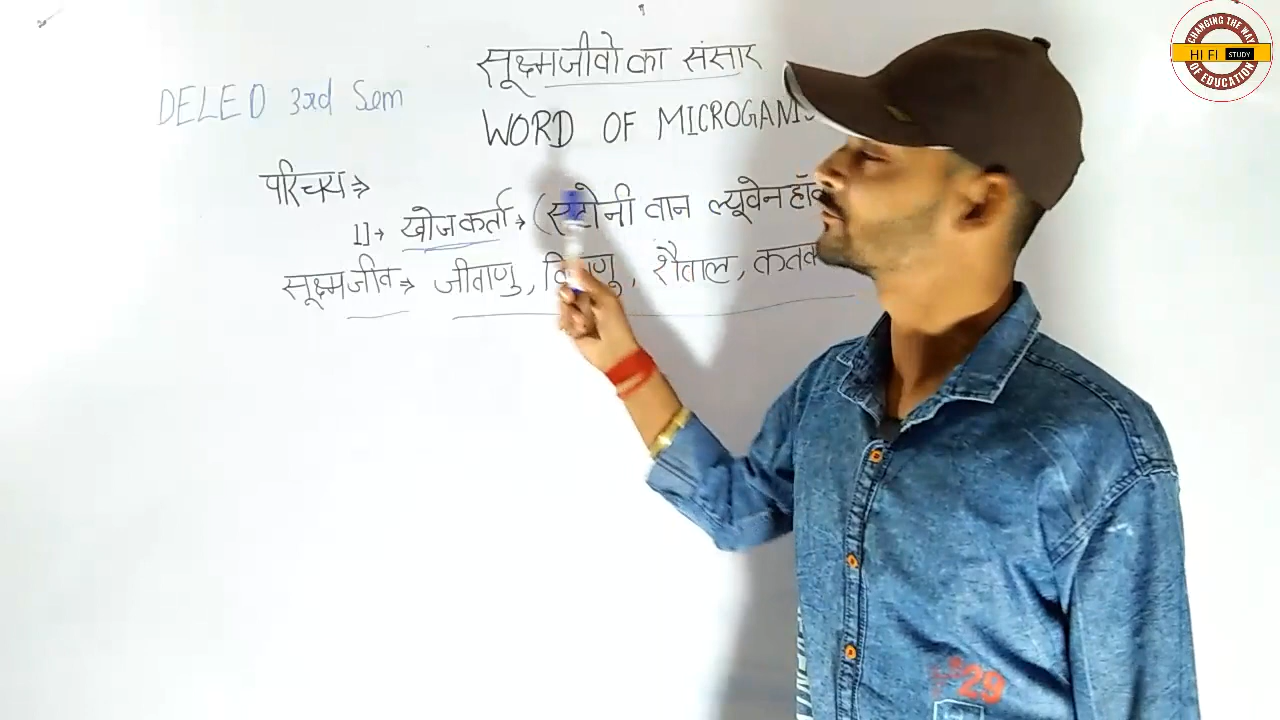 सूक्ष्मजीवो का संसार
DELED 3rd Sem
WORD OF
परिचय ⇒
1]→ खोजकर्ता → (एंटोनी वान
सूक्ष्मजीव ⇒ जीवाणु, शैवाल,
CHANGING THE WAY
HI FI STUDY
OF EDUCATION
29